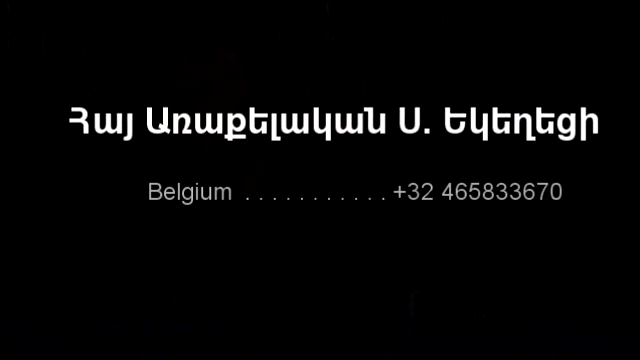 Հայ Առաքելական Ս. Եկեղեցի
Belgium . . . . . . . . . . . +32 465833670